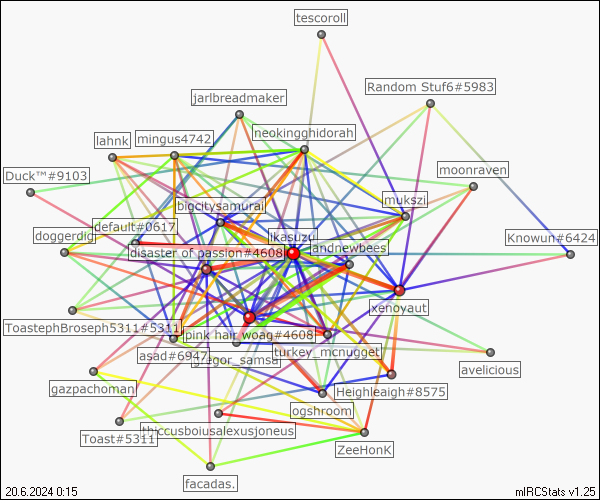 tescoroll
Random Stuf6#5983
jarlbreadmaker
neokingghidorah
mingus4742
lahnk
moonraven
Duck™#9103
mukszi
bigcitysamurai
default#0617
ikasuzo
Knowun#6424
doggerdig
andnewbees
disaster of passion#4608
xenoyaut
ToastephBroseph5311#5311
pink hair woag#4608
asad#6947
gregor_samsa
turkey_mcnugget
avelicious
gazpachoman
Heighleaigh#8575
ogshroom
thiccusboiusalexusjoneus
Toast#5311
ZeeHonK
facadas.
20.6.2024 0:15
mIRCStats v1.25